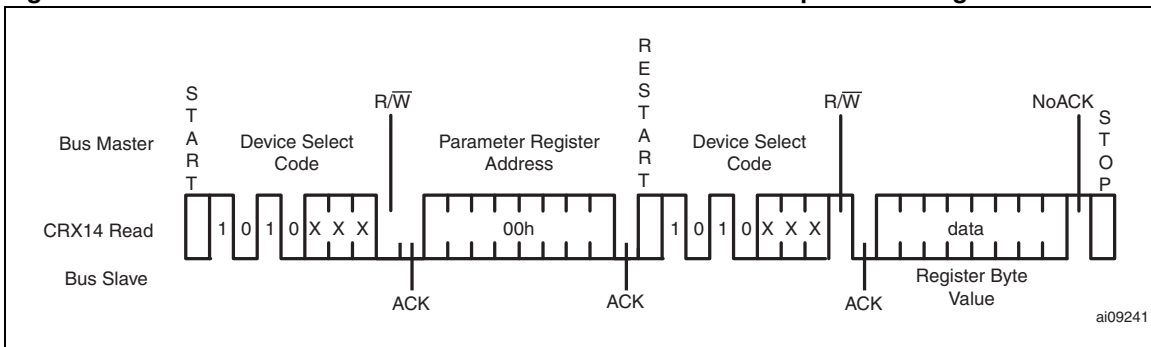 START
RESTART
R/W
R/W
NoACK
STOP
Bus Master
Device Select
Code
Parameter Register
Address
Device Select
Code
CRX14 Read
1 0 1 0 X X X
00h
1 0 1 0 X X X
data
Bus Slave
ACK
ACK
ACK
Register Byte
Value
ai09241